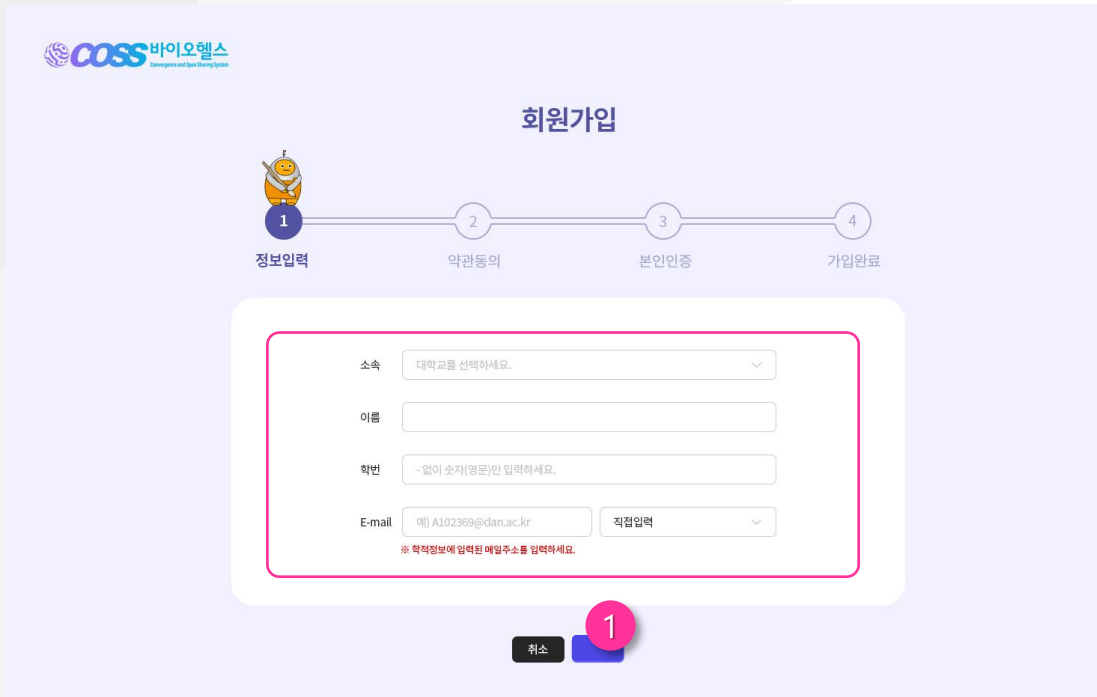 COSS 바이오헬스
Convergence and Open Sharing System
회원가입
1 2 3 4
정보입력 약관동의 본인인증 가입완료
소속 대학교를 선택하세요.
이름
학번 - 없이 숫자(영문)만 입력하세요.
E-mail 예) A102369@dan.ac.kr 직접입력
※ 학적정보에 입력된 메일주소를 입력하세요.
취소 1